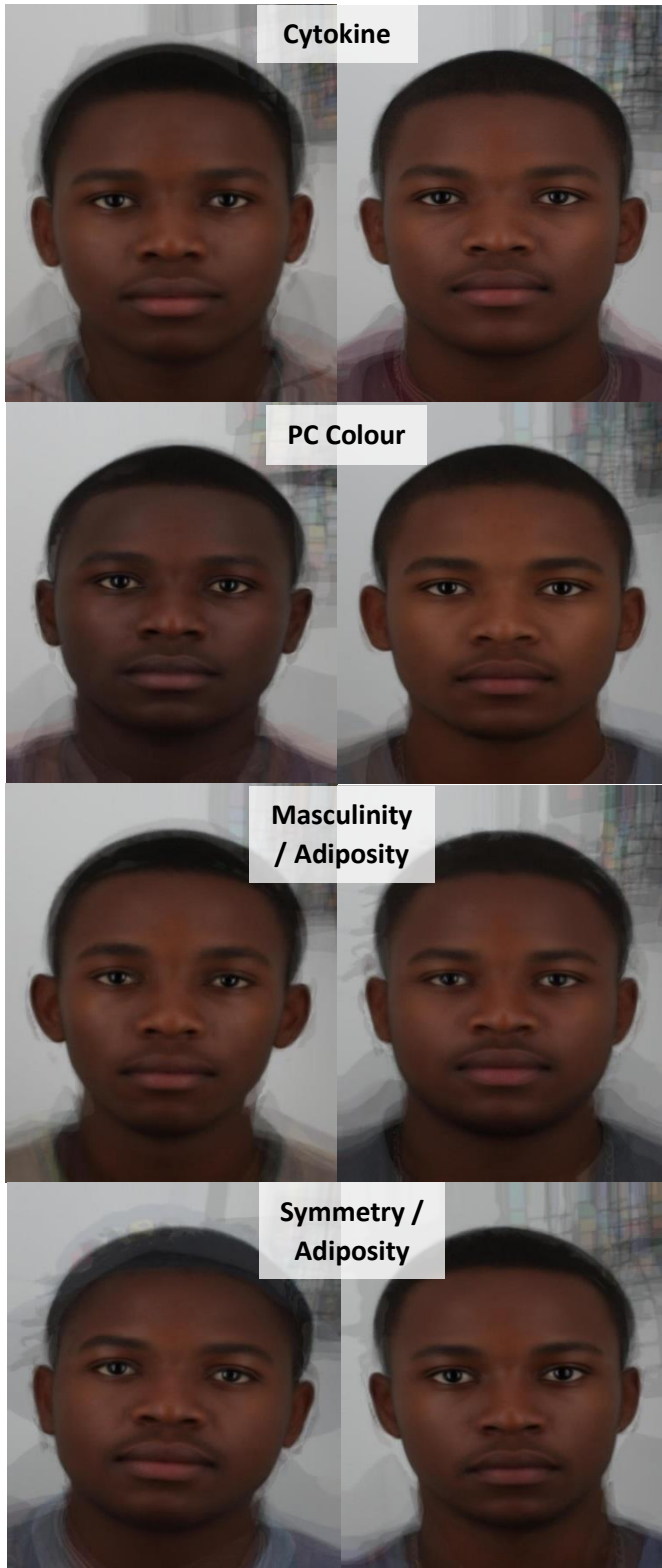 Cytokine
PC Colour
Masculinity
/ Adiposity
Symmetry /
Adiposity